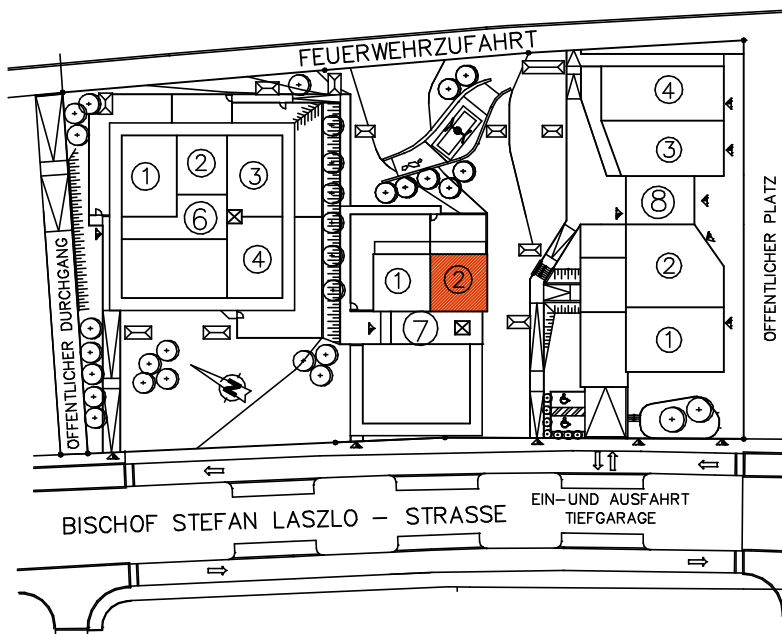 FEUERWEHRZUFAHRT
1
2
3
6
4
1
2
7
4
3
8
2
1
N
OFFENTLICHER DURCHGANG
OFFENTLICHER PLATZ
BISCHOF STEFAN LASZLO – STRASSE
EIN–UND AUSFAHRT
TIEFGARAGE